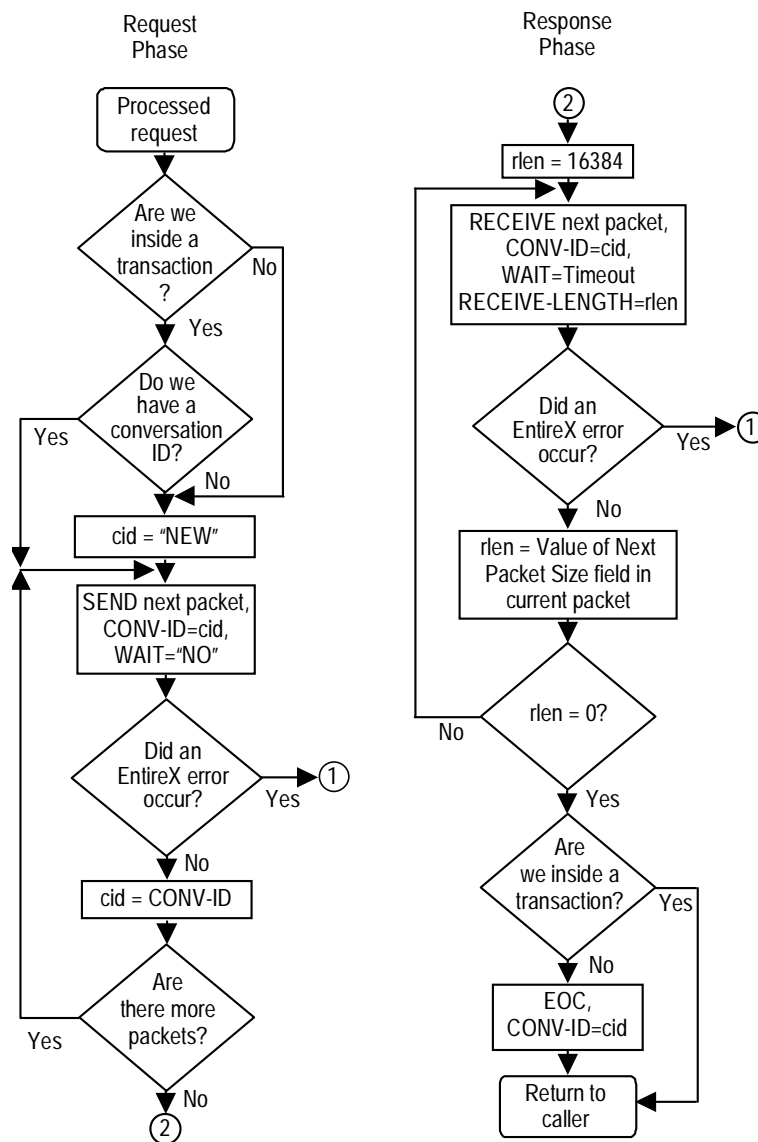 Request
Phase
Processed
request
Are we
inside a
transaction
?
No
Yes
Do we
have a
conversation
ID?
Yes
No
cid = “NEW”
SEND next packet,
CONV-ID=cid,
WAIT=“NO”
Did an
EntireX error
occur?
Yes
1
No
cid = CONV-ID
Are
there more
packets?
Yes
No
2
Response
Phase
2
rlen = 16384
RECEIVE next packet,
CONV-ID=cid,
WAIT=Timeout
RECEIVE-LENGTH=rlen
Did an
EntireX error
occur?
Yes
1
No
rlen = Value of Next
Packet Size field in
current packet
rlen = 0?
No
Yes
Are
we inside a
transaction?
Yes
No
EOC,
CONV-ID=cid
Return to
caller